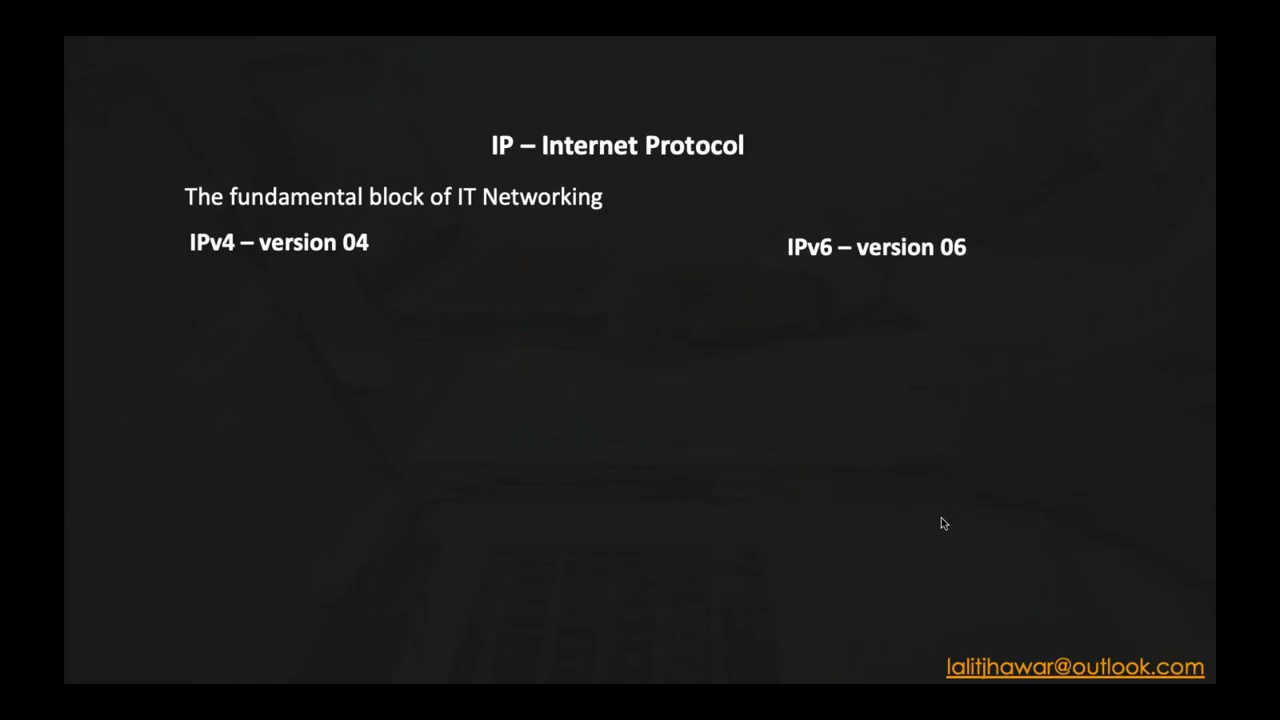 IP – Internet Protocol
The fundamental block of IT Networking
IPv4 – version 04
IPv6 – version 06
lalitjhawar@outlook.com